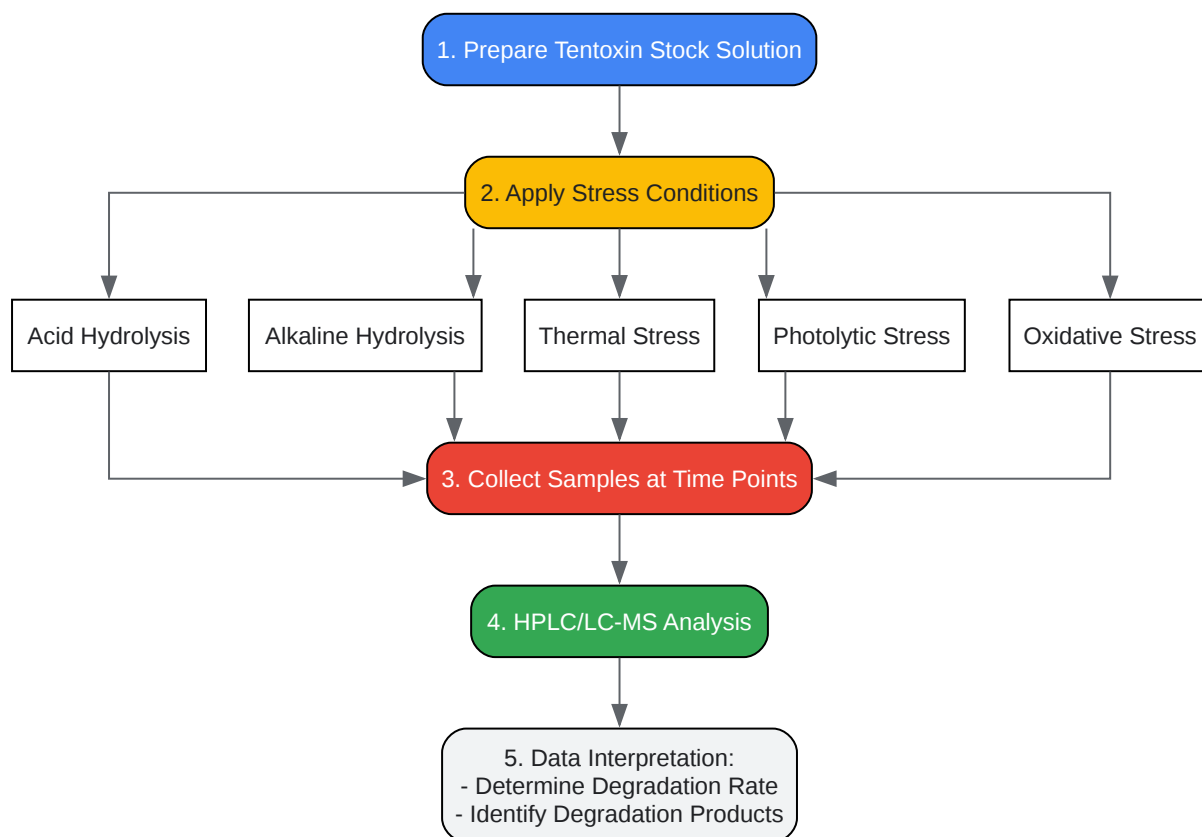 1. Prepare Tentoxin Stock Solution
2. Apply Stress Conditions
Acid Hydrolysis
Alkaline Hydrolysis
Thermal Stress
Photolytic Stress
Oxidative Stress
3. Collect Samples at Time Points
4. HPLC/LC-MS Analysis
5. Data Interpretation:
- Determine Degradation Rate
- Identify Degradation Products